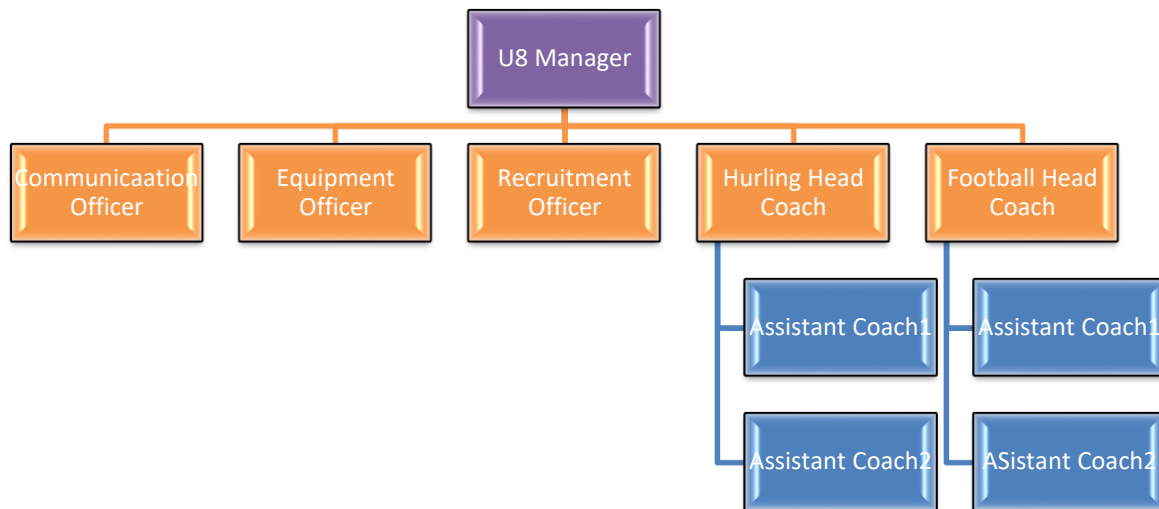 U8 Manager
Communicaation
Officer
Equipment
Officer
Recruitment
Officer
Hurling Head
Coach
Football Head
Coach
Assistant Coach1
Assistant Coach1
Assistant Coach2
ASistant Coach2